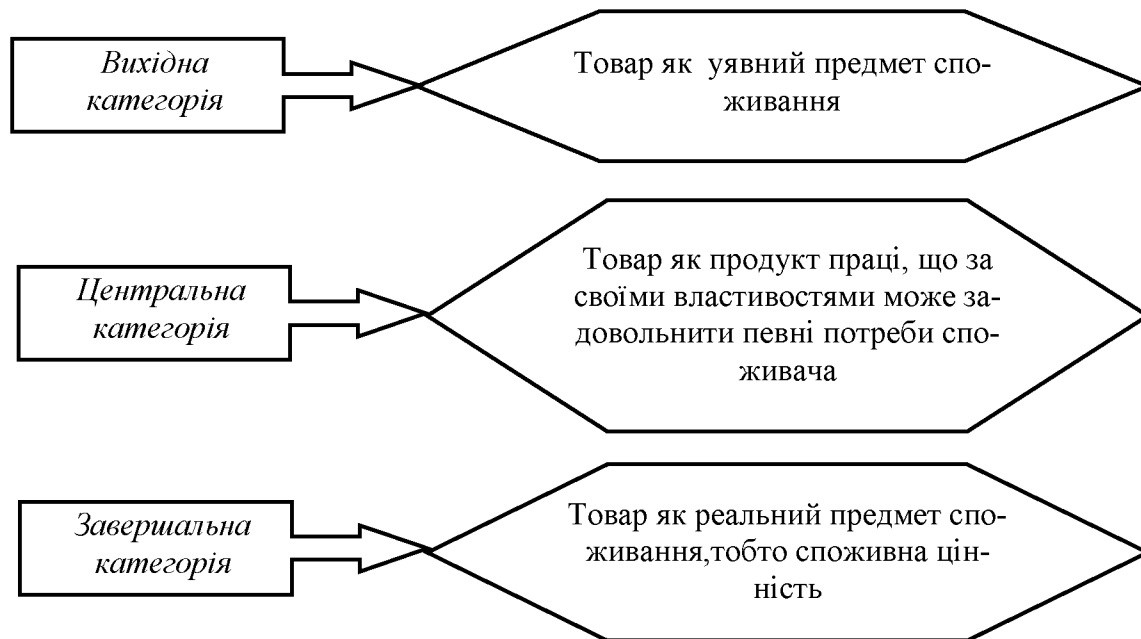 Вихідна
категорія
Товар як  уявний предмет спо-
живання
Центральна
категорія
Товар як продукт праці, що за
своїми властивостями може за-
довольнити певні потреби спо-
живача
Завершальна
категорія
Товар як реальний предмет спо-
живання,тобто споживна цін-
ність